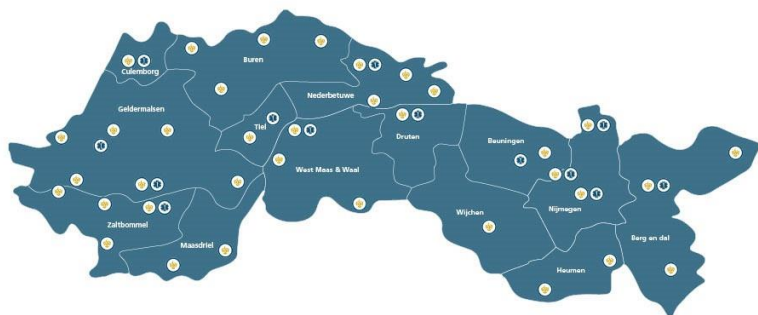 Culemborg
Buren
Geldermalsen
Nederbetuwe
Tiel
Druten
Beuningen
West Maas & Waal
Nijmegen
Wijchen
Zaltbommel
Berg en dal
Maasdriel
Heumen